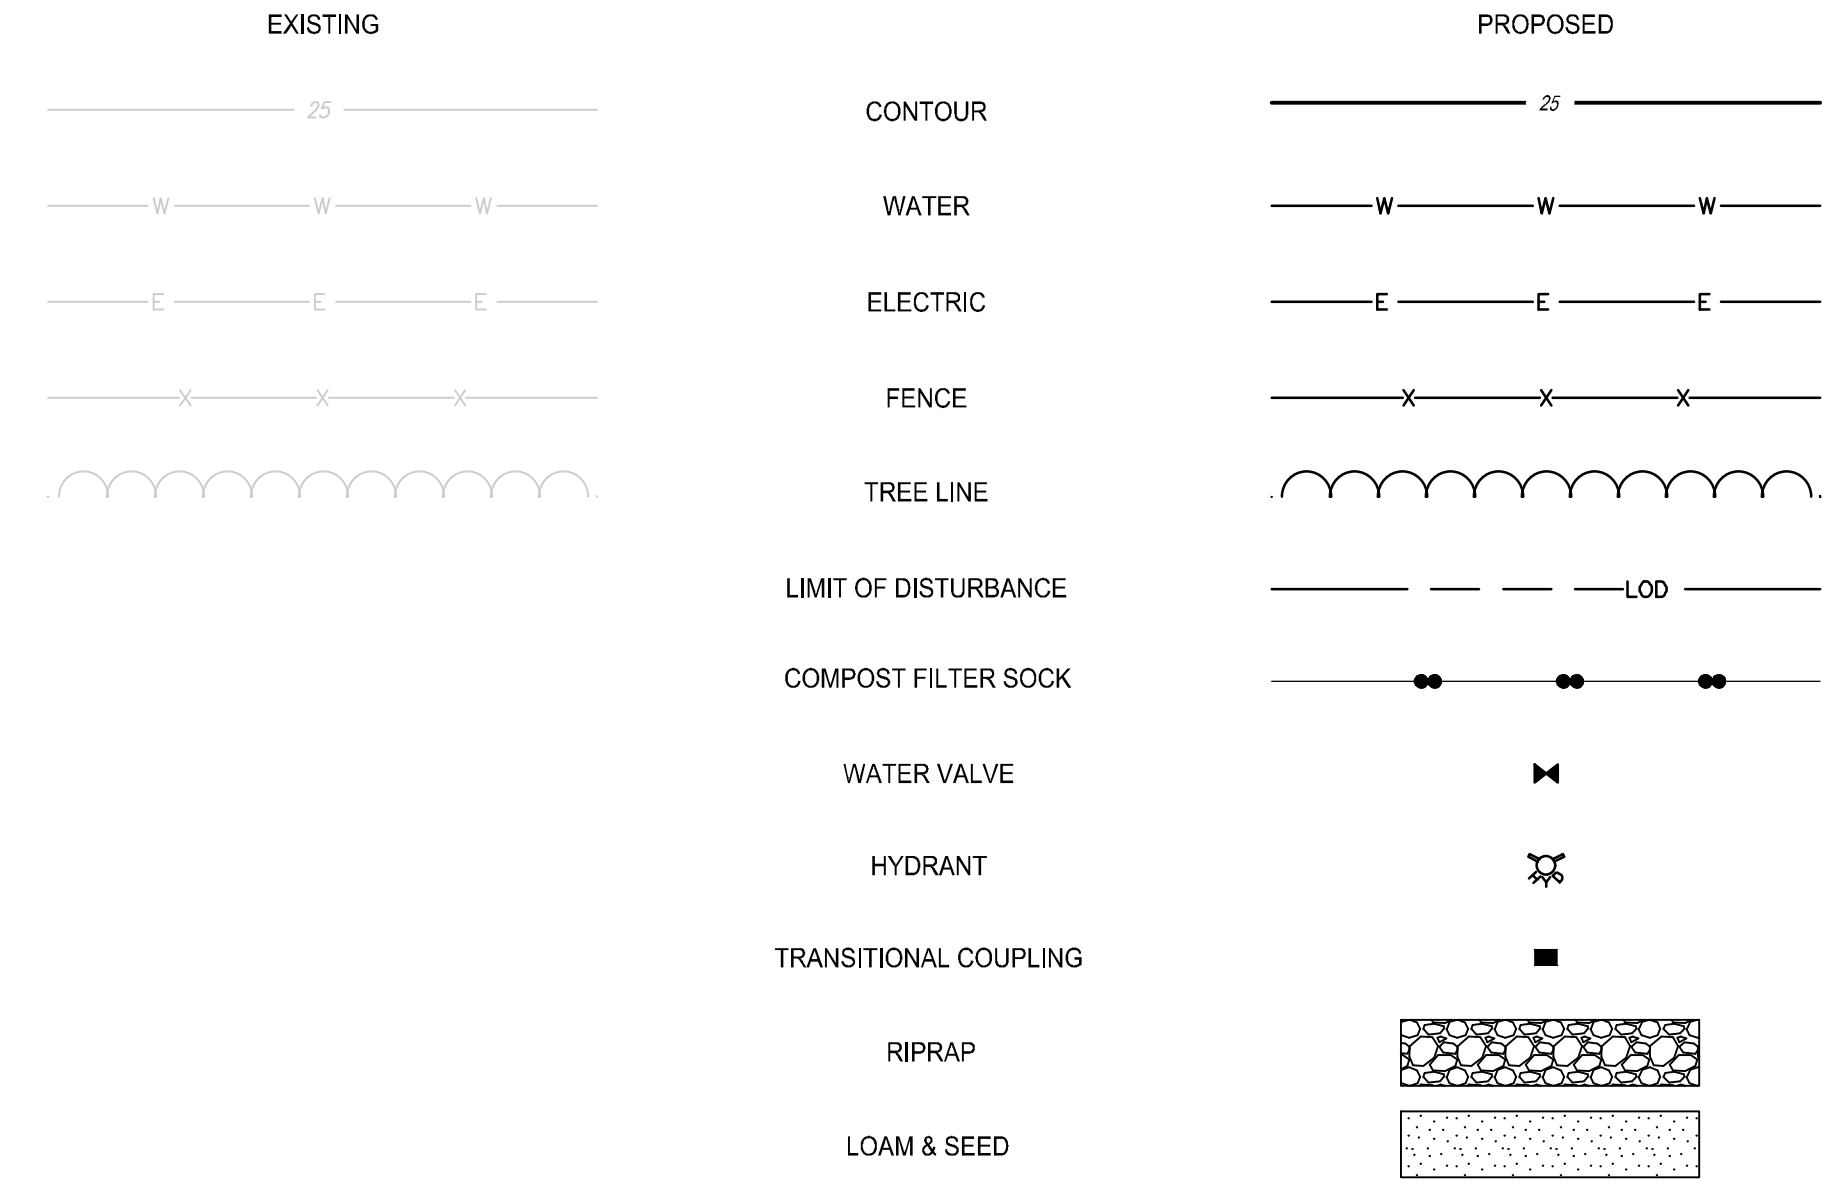 EXISTING PROPOSED
25 CONTOUR 25
W W W WATER W W W
E E E ELECTRIC E E E
X X X FENCE X X X
TREE LINE
LIMIT OF DISTURBANCE LOD
COMPOST FILTER SOCK
WATER VALVE
HYDRANT
TRANSITIONAL COUPLING
RIPRAP
LOAM & SEED